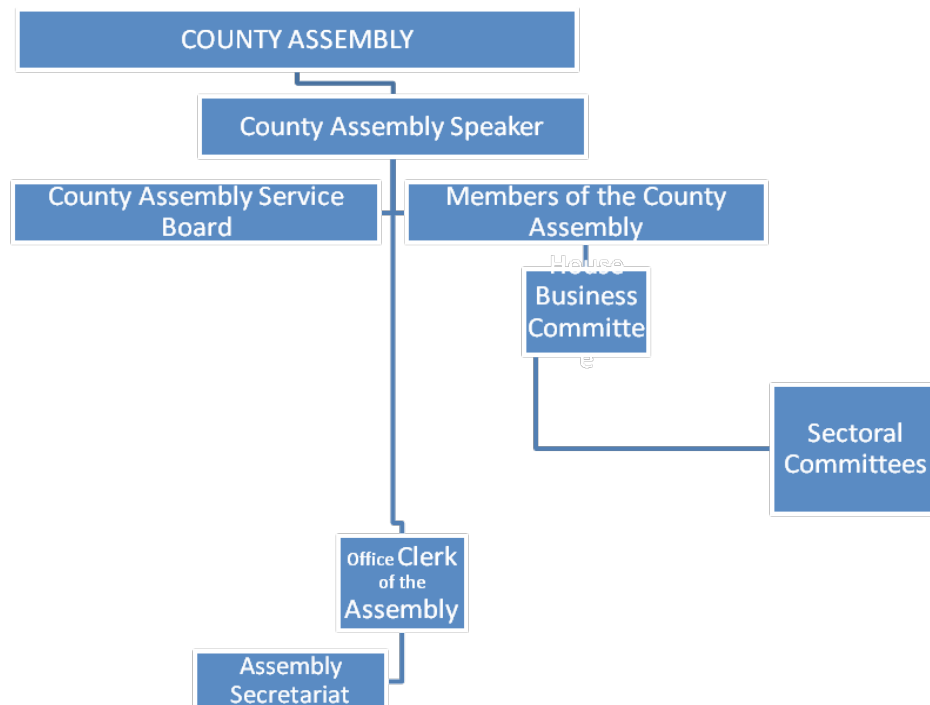 COUNTY ASSEMBLY
County Assembly Speaker
County Assembly Service
Board
Members of the County
Assembly
House
Business
Committe
e
Sectoral
Committees
Office Clerk
of the
Assembly
Assembly
Secretariat